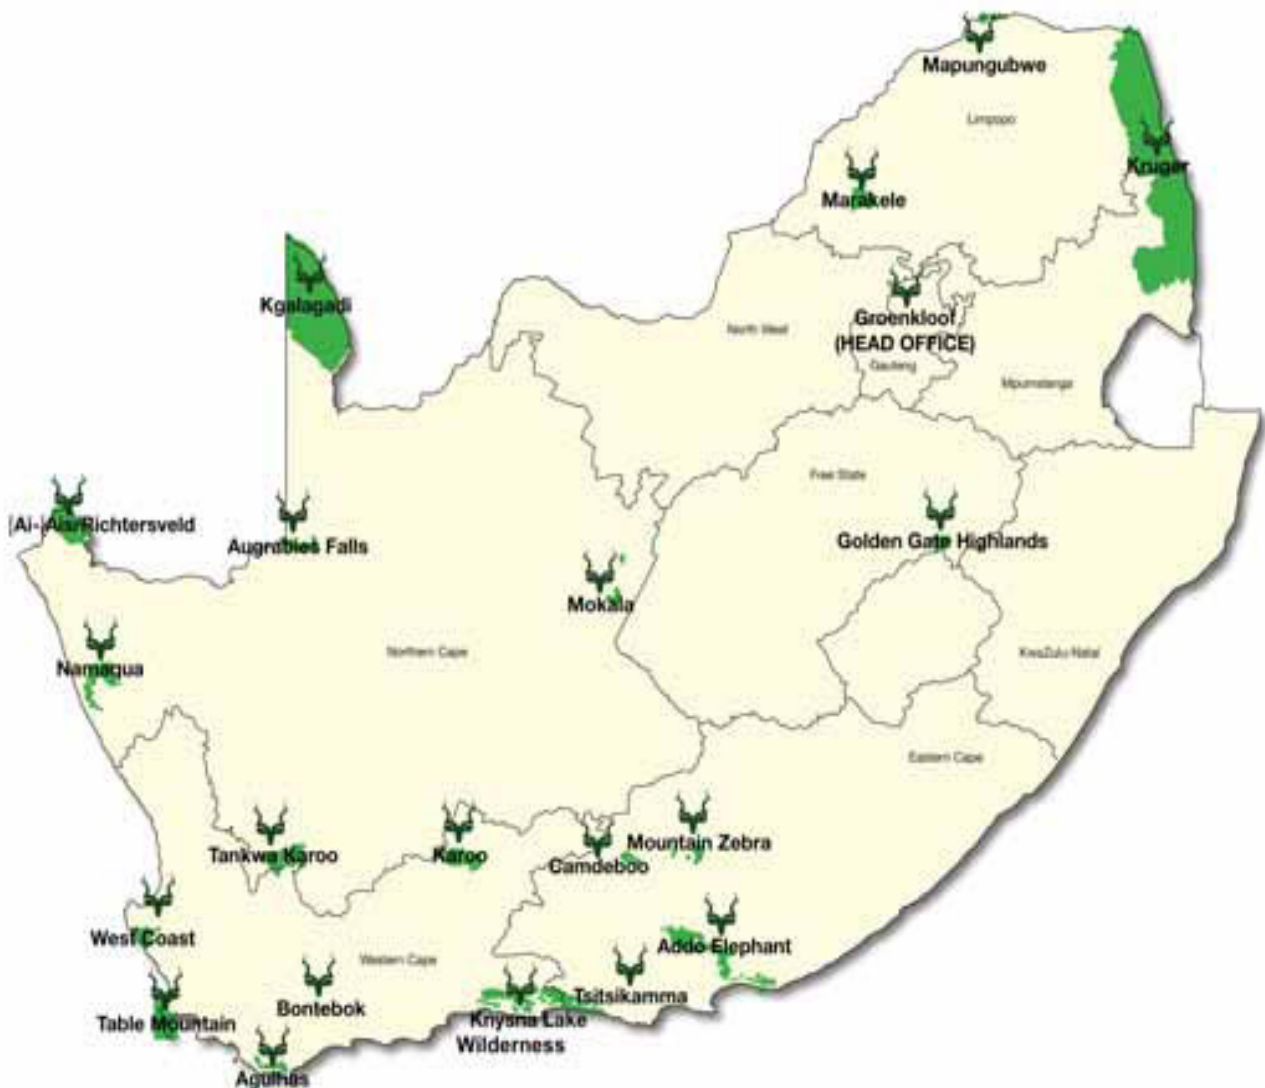 Mapungubwe
Limpopo
Kruger
Marakele
Kgalagadi
Groenkloof
(HEAD OFFICE)
North West
Gauteng
Mpumalanga
Free State
|Ai-|Ais/Richtersveld
Augrabies Falls
Golden Gate Highlands
Mokala
Northern Cape
KwaZulu Natal
Namaqua
Eastern Cape
Tankwa Karoo
Karoo
Camdeboo
Mountain Zebra
West Coast
Addo Elephant
Western Cape
Tsitsikamma
Bontebok
Table Mountain
Knysna Lake
Wilderness
Agulhas